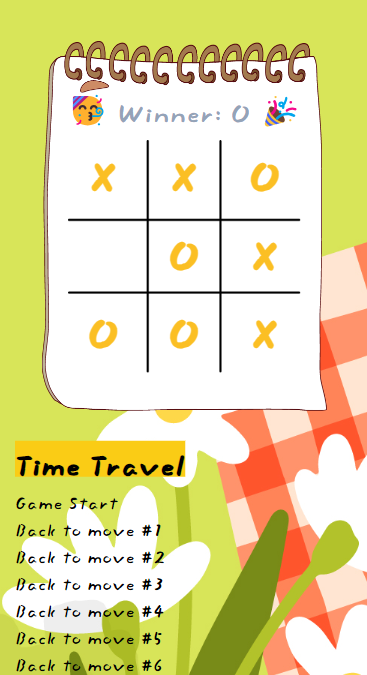 Winner: O
X X O
O X
O O X
Time Travel
Game Start
Back to move #1
Back to move #2
Back to move #3
Back to move #4
Back to move #5
Back to move #6